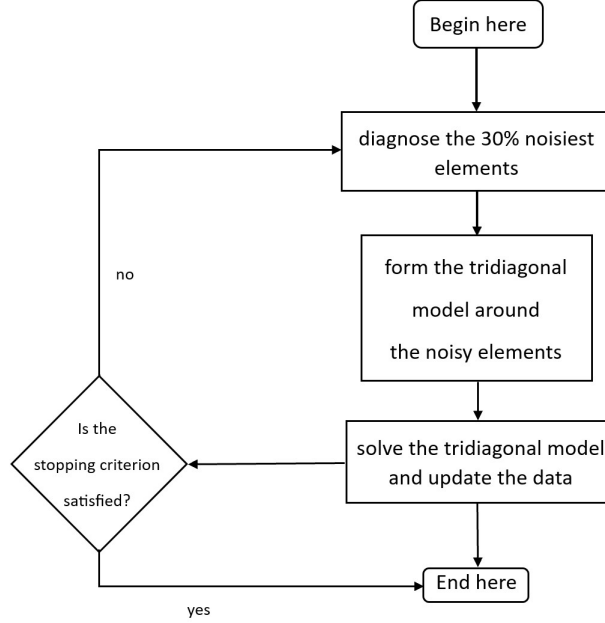 Begin here
diagnose the 30% noisiest
elements
form the tridiagonal
model around
the noisy elements
no
Is the
stopping criterion
satisfied?
solve the tridiagonal model
and update the data
End here
yes